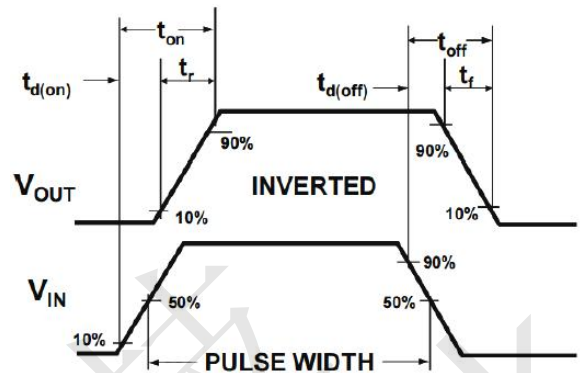 t_on
t_off
t_d(on)
t_r
t_d(off)
t_f
90%
90%
V_OUT
INVERTED
10%
10%
V_IN
90%
50%
50%
10%
PULSE WIDTH